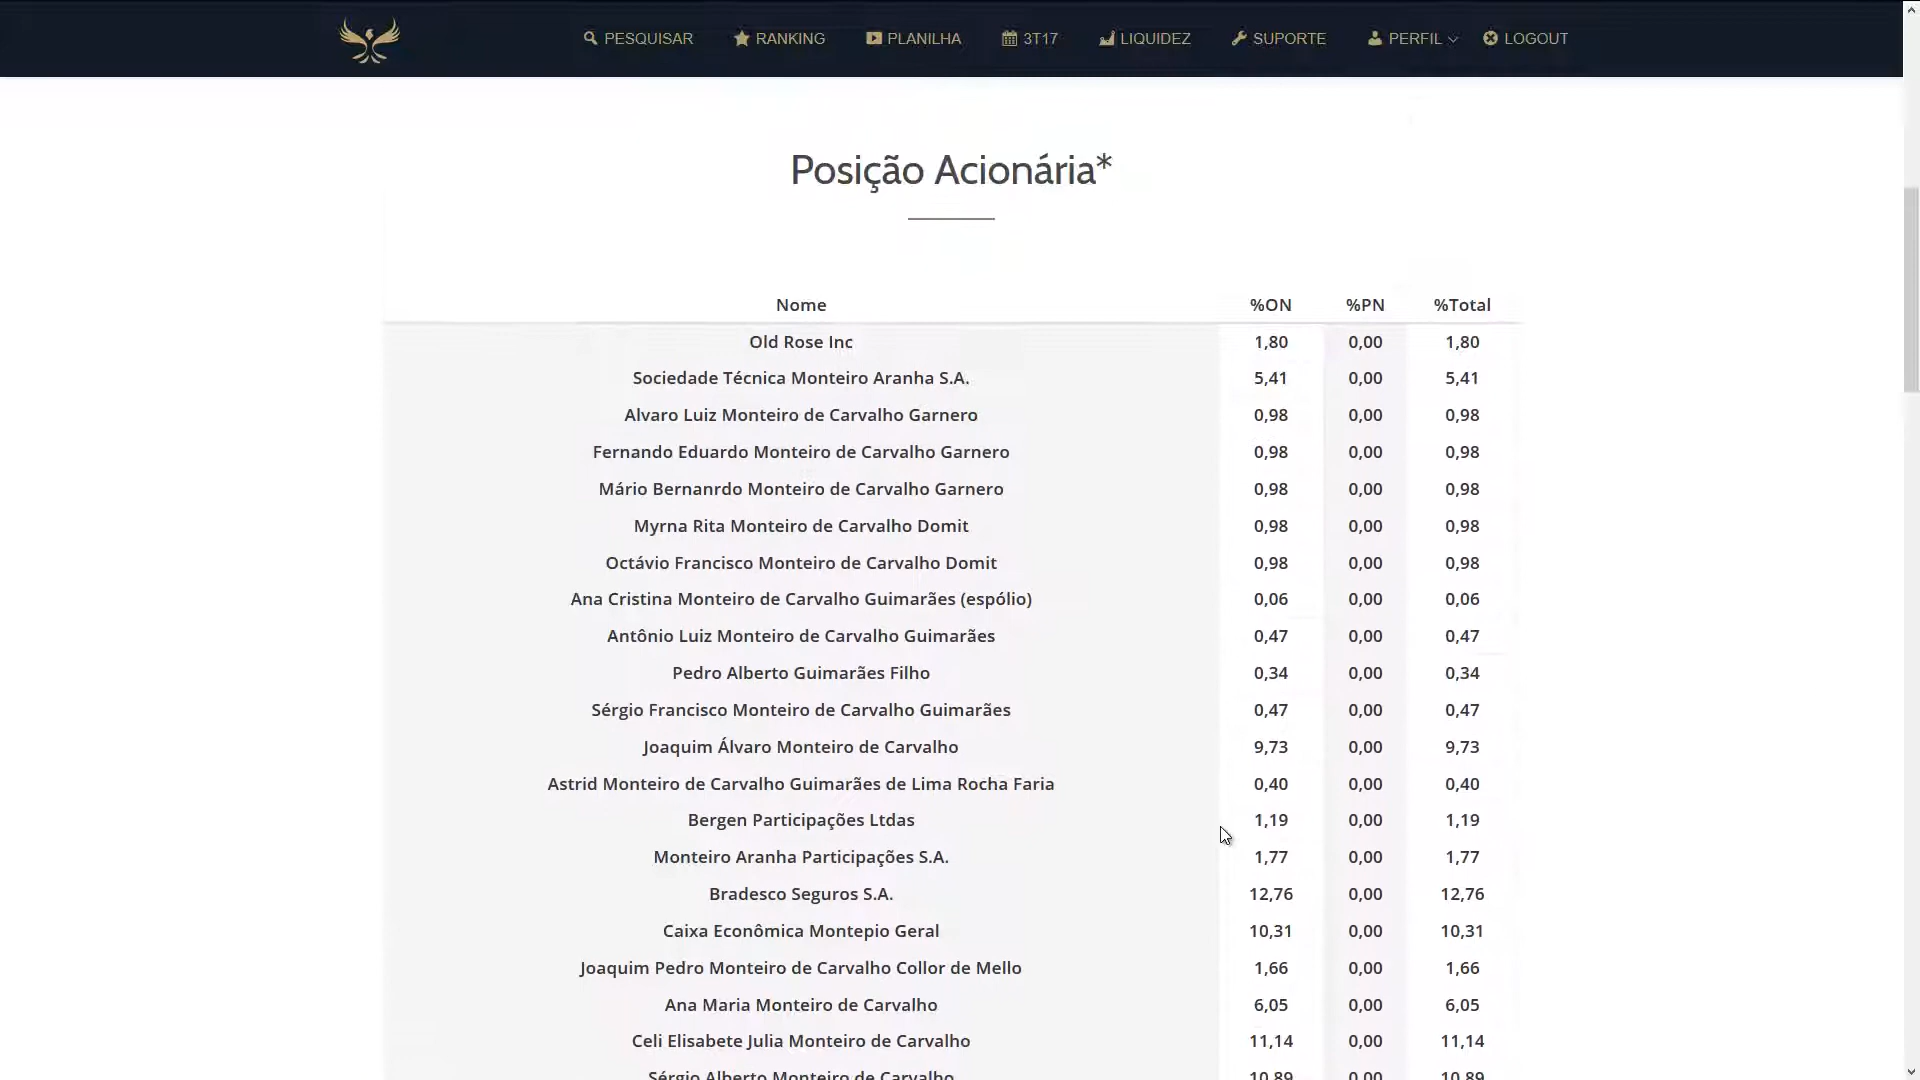 PESQUISAR RANKING PLANILHA 3T17 LIQUIDEZ SUPORTE PERFIL LOGOUT
Posição Acionária*
Nome %ON %PN %Total
Old Rose Inc 1,80 0,00 1,80
Sociedade Técnica Monteiro Aranha S.A. 5,41 0,00 5,41
Alvaro Luiz Monteiro de Carvalho Garnero 0,98 0,00 0,98
Fernando Eduardo Monteiro de Carvalho Garnero 0,98 0,00 0,98
Mário Bernanrdo Monteiro de Carvalho Garnero 0,98 0,00 0,98
Myrna Rita Monteiro de Carvalho Domit 0,98 0,00 0,98
Octávio Francisco Monteiro de Carvalho Domit 0,98 0,00 0,98
Ana Cristina Monteiro de Carvalho Guimarães (espólio) 0,06 0,00 0,06
Antônio Luiz Monteiro de Carvalho Guimarães 0,47 0,00 0,47
Pedro Alberto Guimarães Filho 0,34 0,00 0,34
Sérgio Francisco Monteiro de Carvalho Guimarães 0,47 0,00 0,47
Joaquim Álvaro Monteiro de Carvalho 9,73 0,00 9,73
Astrid Monteiro de Carvalho Guimarães de Lima Rocha Faria 0,40 0,00 0,40
Bergen Participações Ltdas 1,19 0,00 1,19
Monteiro Aranha Participações S.A. 1,77 0,00 1,77
Bradesco Seguros S.A. 12,76 0,00 12,76
Caixa Econômica Montepio Geral 10,31 0,00 10,31
Joaquim Pedro Monteiro de Carvalho Collor de Mello 1,66 0,00 1,66
Ana Maria Monteiro de Carvalho 6,05 0,00 6,05
Celi Elisabete Julia Monteiro de Carvalho 11,14 0,00 11,14
Sérgio Alberto Monteiro de Carvalho 10,89 0,00 10,89